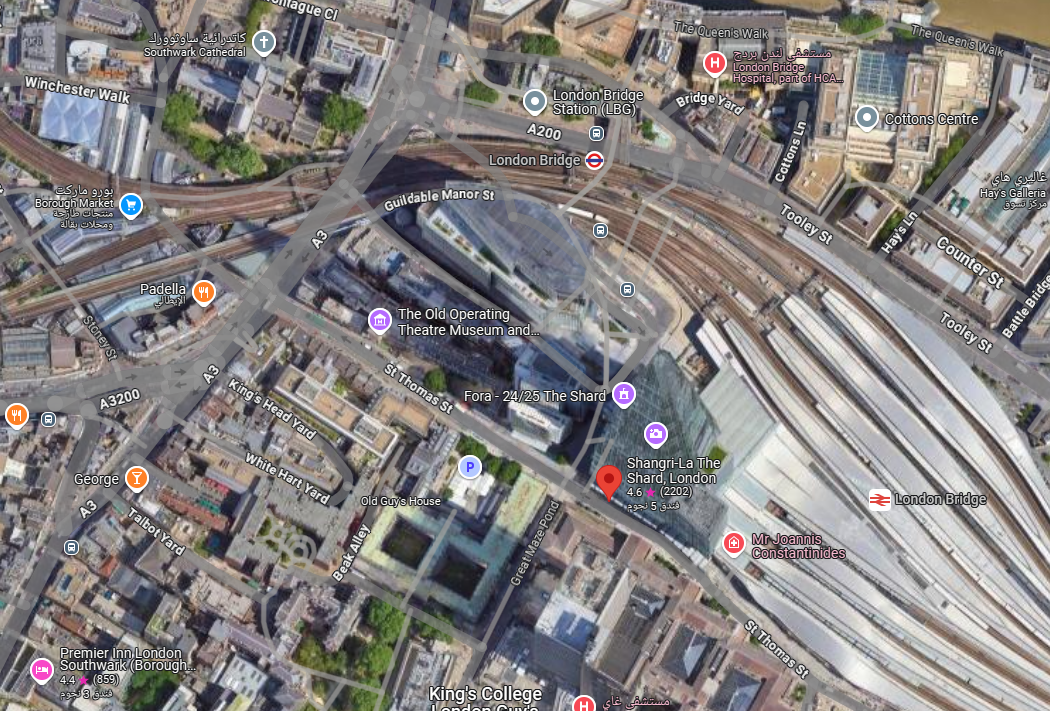 Montague Cl
كاتدرائية ساوثوورك
Southwark Cathedral
The Queen's Walk
The Queen's Walk
مستشفى لندن بريدج
London Bridge
Hospital, part of HCA...
Winchester Walk
London Bridge
Station (LBG)
Bridge Yard
Cottons Centre
A200
Cottons Ln
London Bridge
غاليري هاي
Hay's Galleria
مركز تسوق
بورو ماركت
Borough Market
منتجات طازجة
ومحلات بقالة
Guildable Manor St
Tooley St
Hay's Ln
Counter St
A3
Padella
الإيطالي
Battle Bridge
The Old Operating
Theatre Museum and...
Stoney St
Tooley St
A3
St Thomas St
A3200
King's Head Yard
Fora - 24/25 The Shard
White Hart Yard
P
Shangri-La The
Shard, London
4.6 (2202)
فندق 5 نجوم
George
Old Guy's House
London Bridge
A3
Talbot Yard
Beak Alley
Great Maze Pond
Mr Joannis
Constantinides
St Thomas St
Premier Inn London
Southwark (Borough...
4.4 (859)
فندق 3 نجوم
King's College
London Guy's
مستشفى غاي